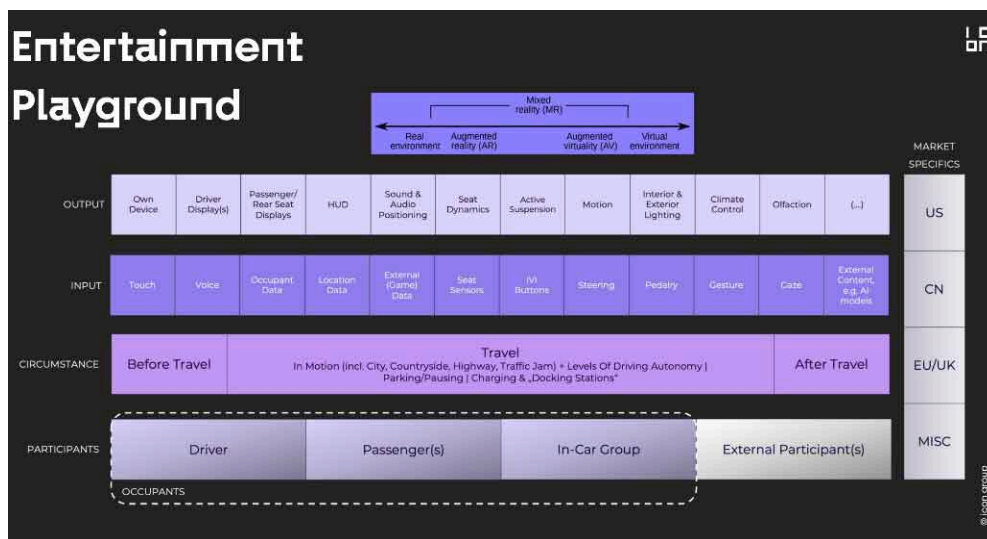 Entertainment
Playground
Mixed
reality (MR)
Real
environment
Augmented
reality (AR)
Augmented
virtuality (AV)
Virtual
environment
MARKET
SPECIFICS
OUTPUT
Own
Device
Driver
Display(s)
Passenger/
Rear Seat
Displays
HUD
Sound &
Audio
Positioning
Seat
Dynamics
Active
Suspension
Motion
Interior &
Exterior
Lighting
Climate
Control
Olfaction
(...)
US
INPUT
Touch
Voice
Occupant
Data
Location
Data
External
(Game)
Data
Seat
Sensors
IVI
Buttons
Steering
Pedalry
Gesture
Gaze
External
Content,
e.g. AI
models
CN
CIRCUMSTANCE
Before Travel
Travel
In Motion (incl. City, Countryside, Highway, Traffic Jam) + Levels Of Driving Autonomy |
Parking/Pausing | Charging & „Docking Stations"
After Travel
EU/UK
PARTICIPANTS
Driver
Passenger(s)
In-Car Group
External Participant(s)
MISC
OCCUPANTS
© icon group